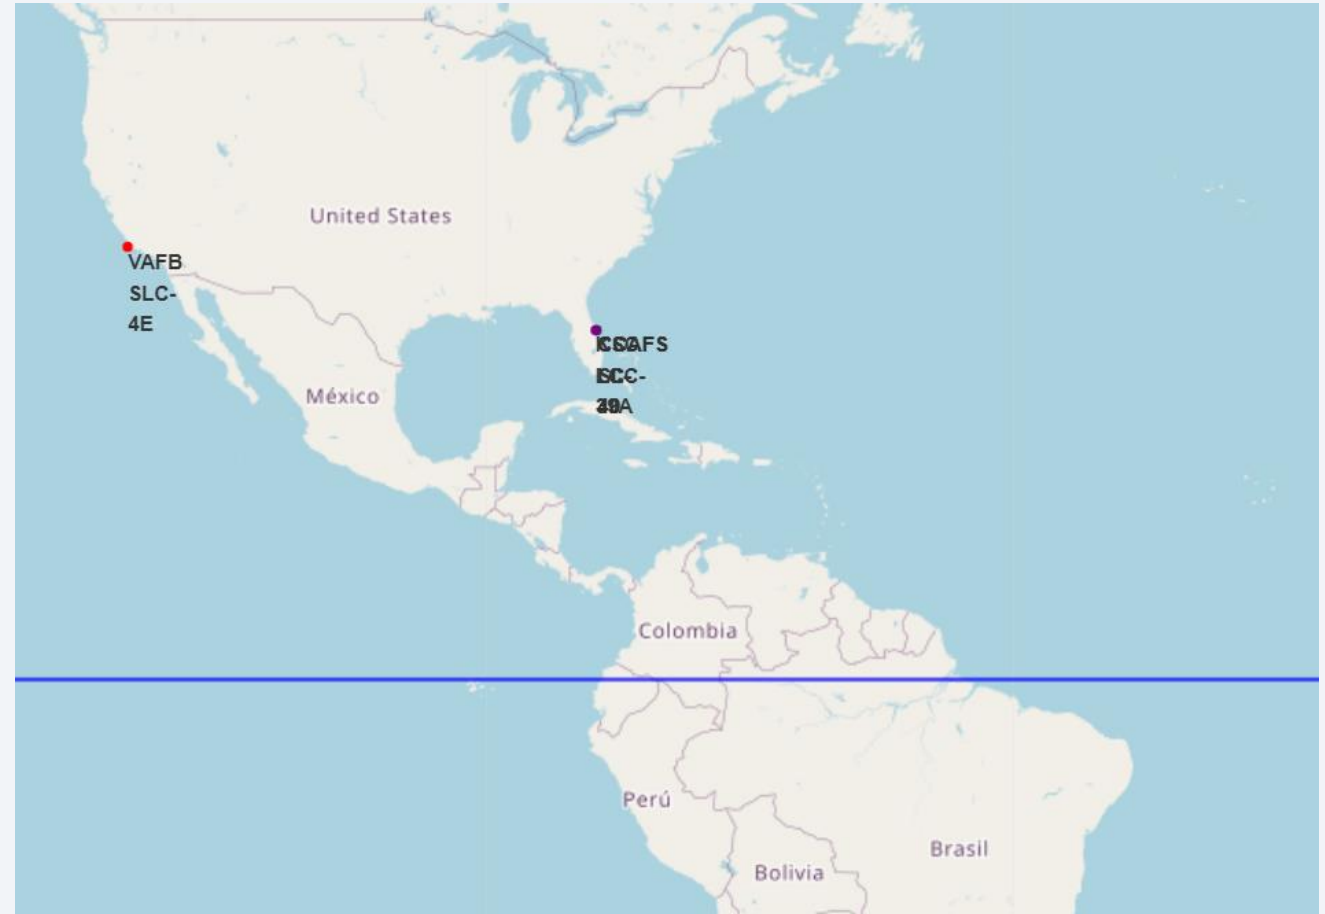 United States
VAFB
SLC-
4E
México
Colombia
Perú
Brasil
Bolivia